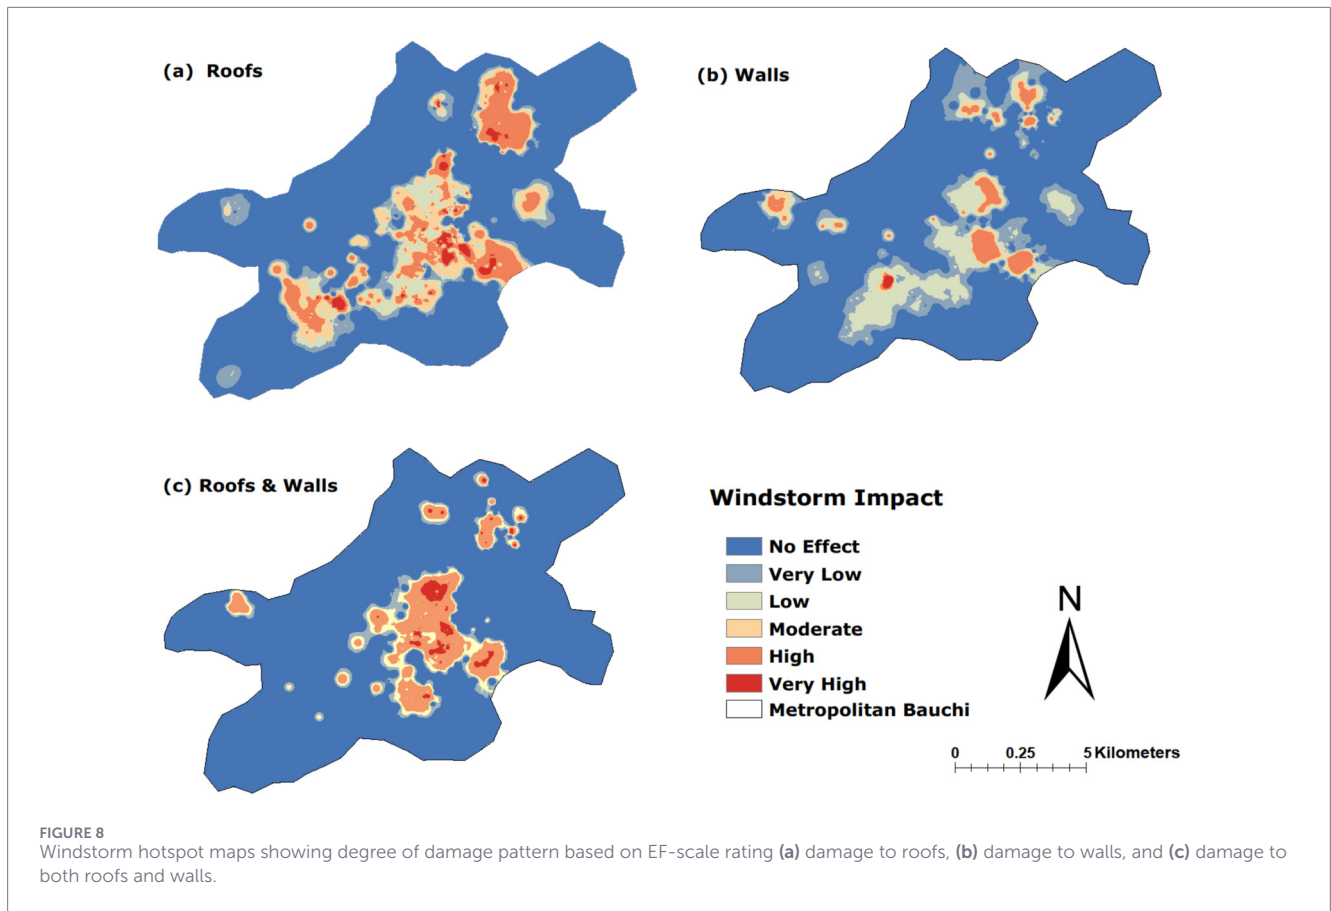 (a) Roofs
(b) Walls
(c) Roofs & Walls
Windstorm Impact
No Effect
Very Low
Low
Moderate
High
Very High
Metropolitan Bauchi
N
0 0.25 5 Kilometers
FIGURE 8
Windstorm hotspot maps showing degree of damage pattern based on EF-scale rating (a) damage to roofs, (b) damage to walls, and (c) damage to
both roofs and walls.